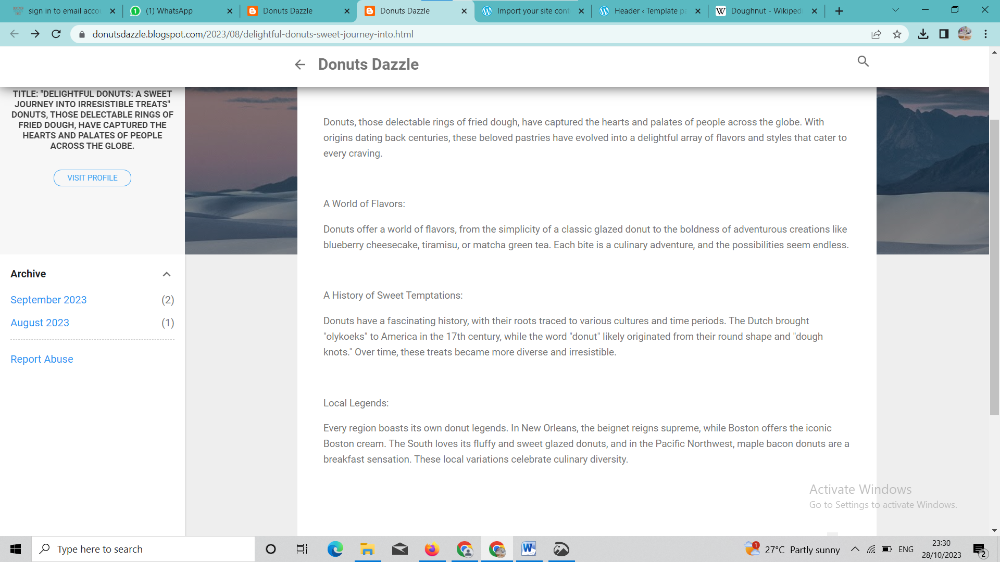 sign in to email accou
(1) WhatsApp
Donuts Dazzle
Donuts Dazzle
Import your site cont
Header ‹ Template pa
Doughnut - Wikipedi
donutsdazzle.blogspot.com/2023/08/delightful-donuts-sweet-journey-into.html
Donuts Dazzle
TITLE: "DELIGHTFUL DONUTS: A SWEET
JOURNEY INTO IRRESISTIBLE TREATS"
DONUTS, THOSE DELECTABLE RINGS OF
FRIED DOUGH, HAVE CAPTURED THE
HEARTS AND PALATES OF PEOPLE
ACROSS THE GLOBE.
VISIT PROFILE
Archive
September 2023 (2)
August 2023 (1)
Report Abuse
Donuts, those delectable rings of fried dough, have captured the hearts and palates of people across the globe. With
origins dating back centuries, these beloved pastries have evolved into a delightful array of flavors and styles that cater to
every craving.
A World of Flavors:
Donuts offer a world of flavors, from the simplicity of a classic glazed donut to the boldness of adventurous creations like
blueberry cheesecake, tiramisu, or matcha green tea. Each bite is a culinary adventure, and the possibilities seem endless.
A History of Sweet Temptations:
Donuts have a fascinating history, with their roots traced to various cultures and time periods. The Dutch brought
"olykoeks" to America in the 17th century, while the word "donut" likely originated from their round shape and "dough
knots." Over time, these treats became more diverse and irresistible.
Local Legends:
Every region boasts its own donut legends. In New Orleans, the beignet reigns supreme, while Boston offers the iconic
Boston cream. The South loves its fluffy and sweet glazed donuts, and in the Pacific Northwest, maple bacon donuts are a
breakfast sensation. These local variations celebrate culinary diversity.
Activate Windows
Go to Settings to activate Windows.
Type here to search
1
27°C Partly sunny
ENG
23:30
28/10/2023
2